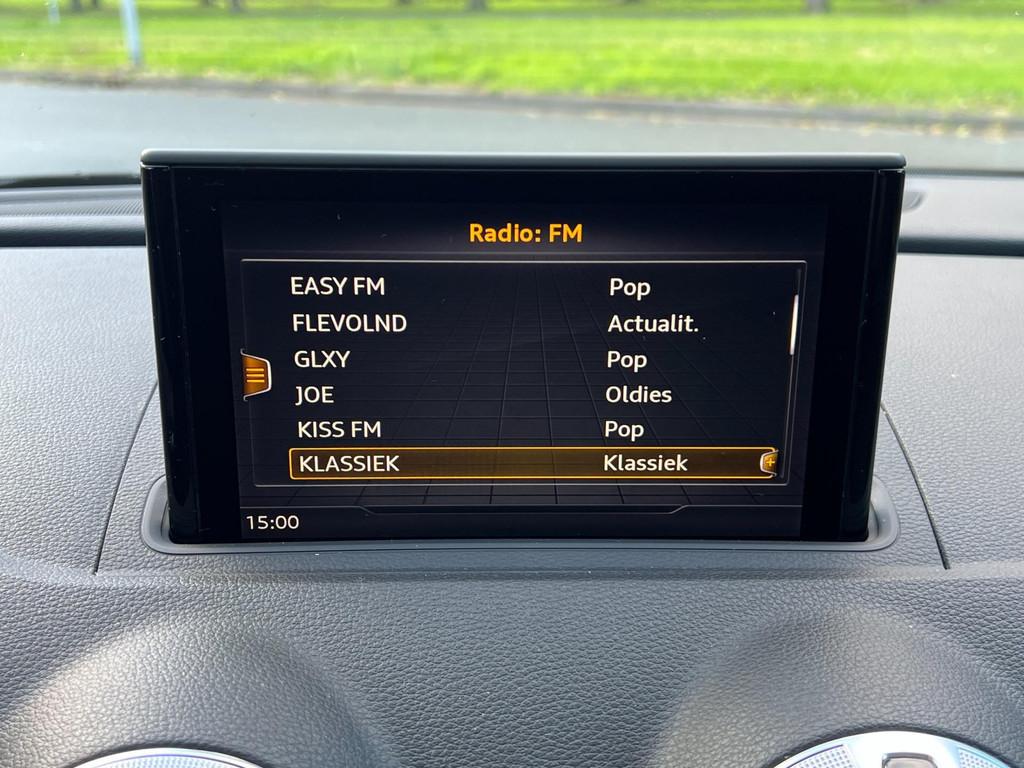 Radio: FM
EASY FM Pop
FLEVOLND Actualit.
GLXY Pop
JOE Oldies
KISS FM Pop
KLASSIEK Klassiek
15:00